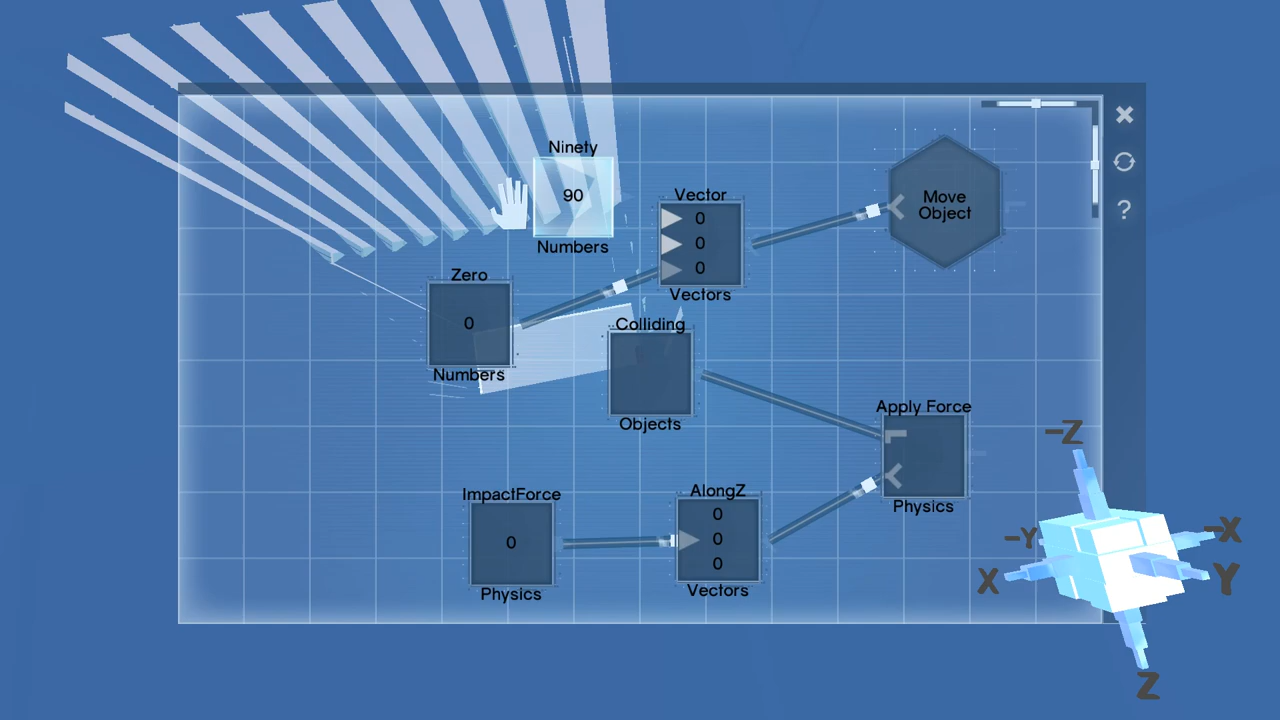 Ninety
90
Numbers
Vector
0
0
0
Vectors
Move
Object
Zero
0
Numbers
Colliding
Objects
Apply Force
Physics
ImpactForce
0
Physics
AlongZ
0
0
0
Vectors
?
-Z
-Y
-X
X
Y
Z